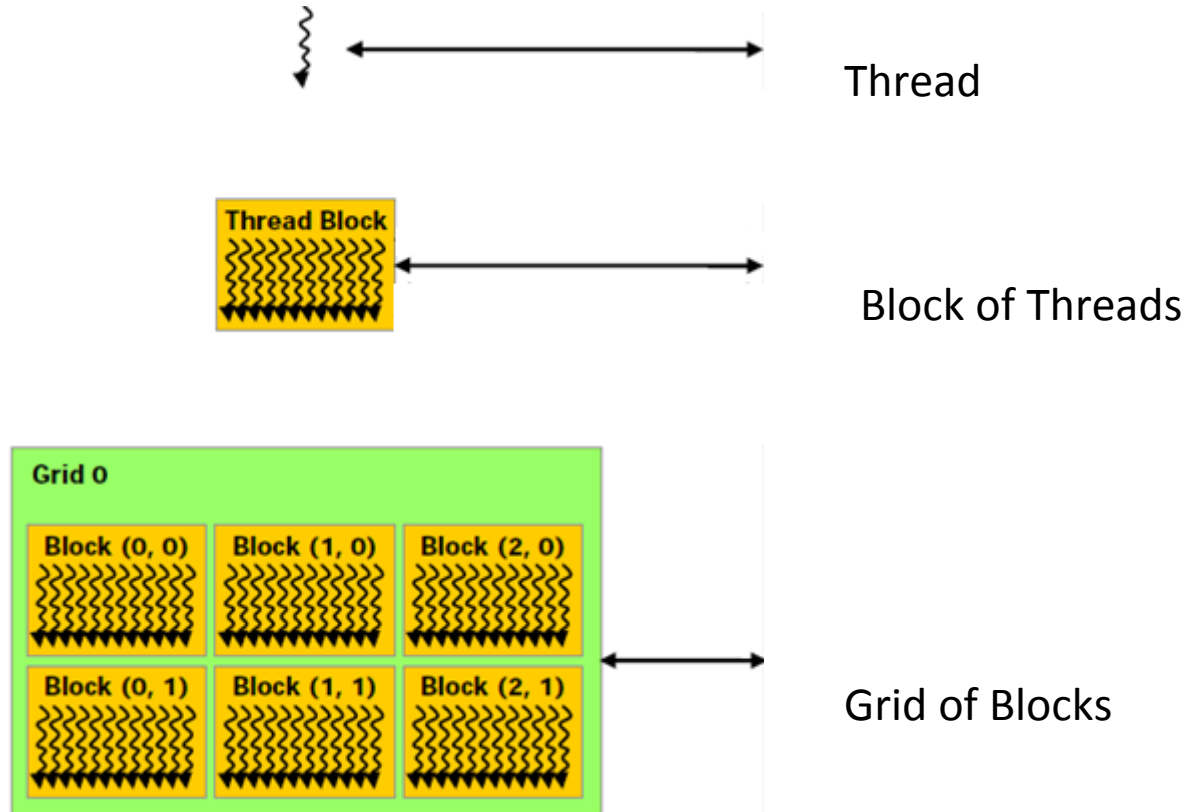 Thread
Thread Block
Block of Threads
Grid 0
Block (0, 0) Block (1, 0) Block (2, 0)
Block (0, 1) Block (1, 1) Block (2, 1)
Grid of Blocks